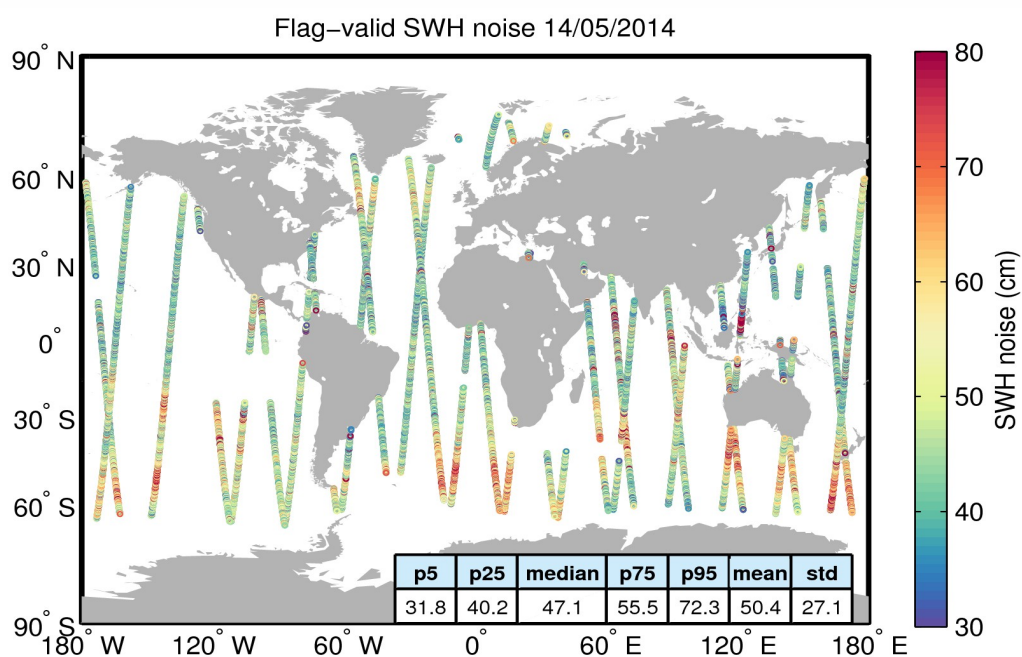 Flag−valid SWH noise 14/05/2014
90° N
60° N
30° N
0°
30° S
60° S
90° S
180° W
120° W
60° W
0°
60° E
120° E
180° E
80
70
60
50
40
30
SWH noise (cm)
p5 p25 median p75 p95 mean std
31.8 40.2 47.1 55.5 72.3 50.4 27.1